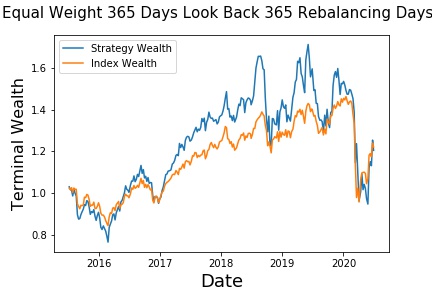 Equal Weight 365 Days Look Back 365 Rebalancing Days
Strategy Wealth
Index Wealth
Terminal Wealth
1.6
1.4
1.2
1.0
0.8
2016
2017
2018
2019
2020
Date